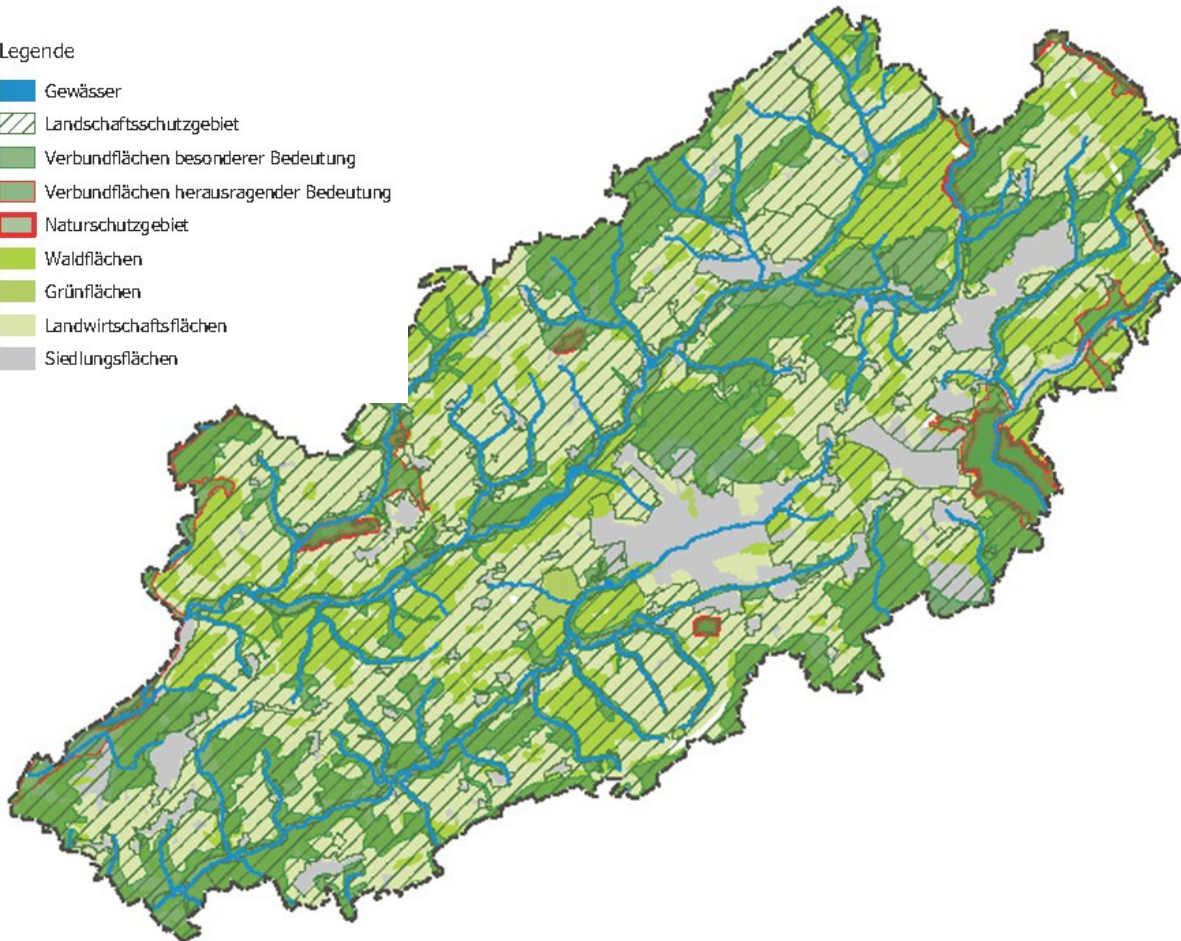 Legende
Gewässer
Landschaftsschutzgebiet
Verbundflächen besonderer Bedeutung
Verbundflächen herausragender Bedeutung
Naturschutzgebiet
Waldflächen
Grünflächen
Landwirtschaftsflächen
Siedlungsflächen